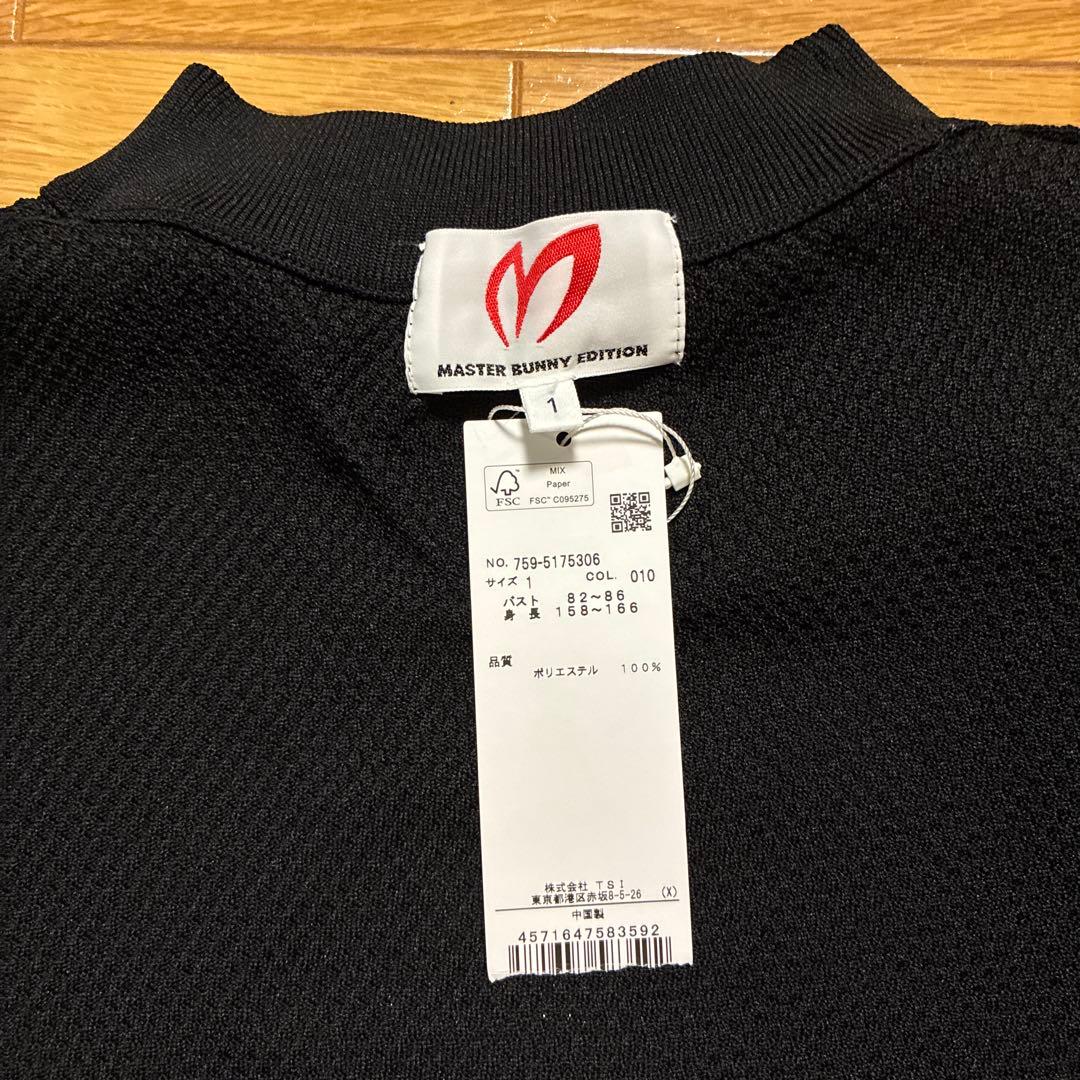 MASTER BUNNY EDITION
1
MIX
Paper
FSC™ C095275
FSC
NO. 759-5175306
サイズ 1 COL. 010
バスト 82～86
身長 158～166
品質 ポリエステル 100%
株式会社 TSI
東京都港区赤坂8-5-26 (X)
中国製
4571647583592